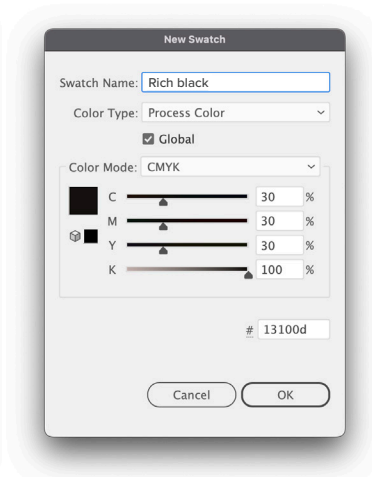 New Swatch
Swatch Name: Rich black
Color Type: Process Color
Global
Color Mode: CMYK
C 30 %
M 30 %
Y 30 %
K 100 %
# 13100d
Cancel OK